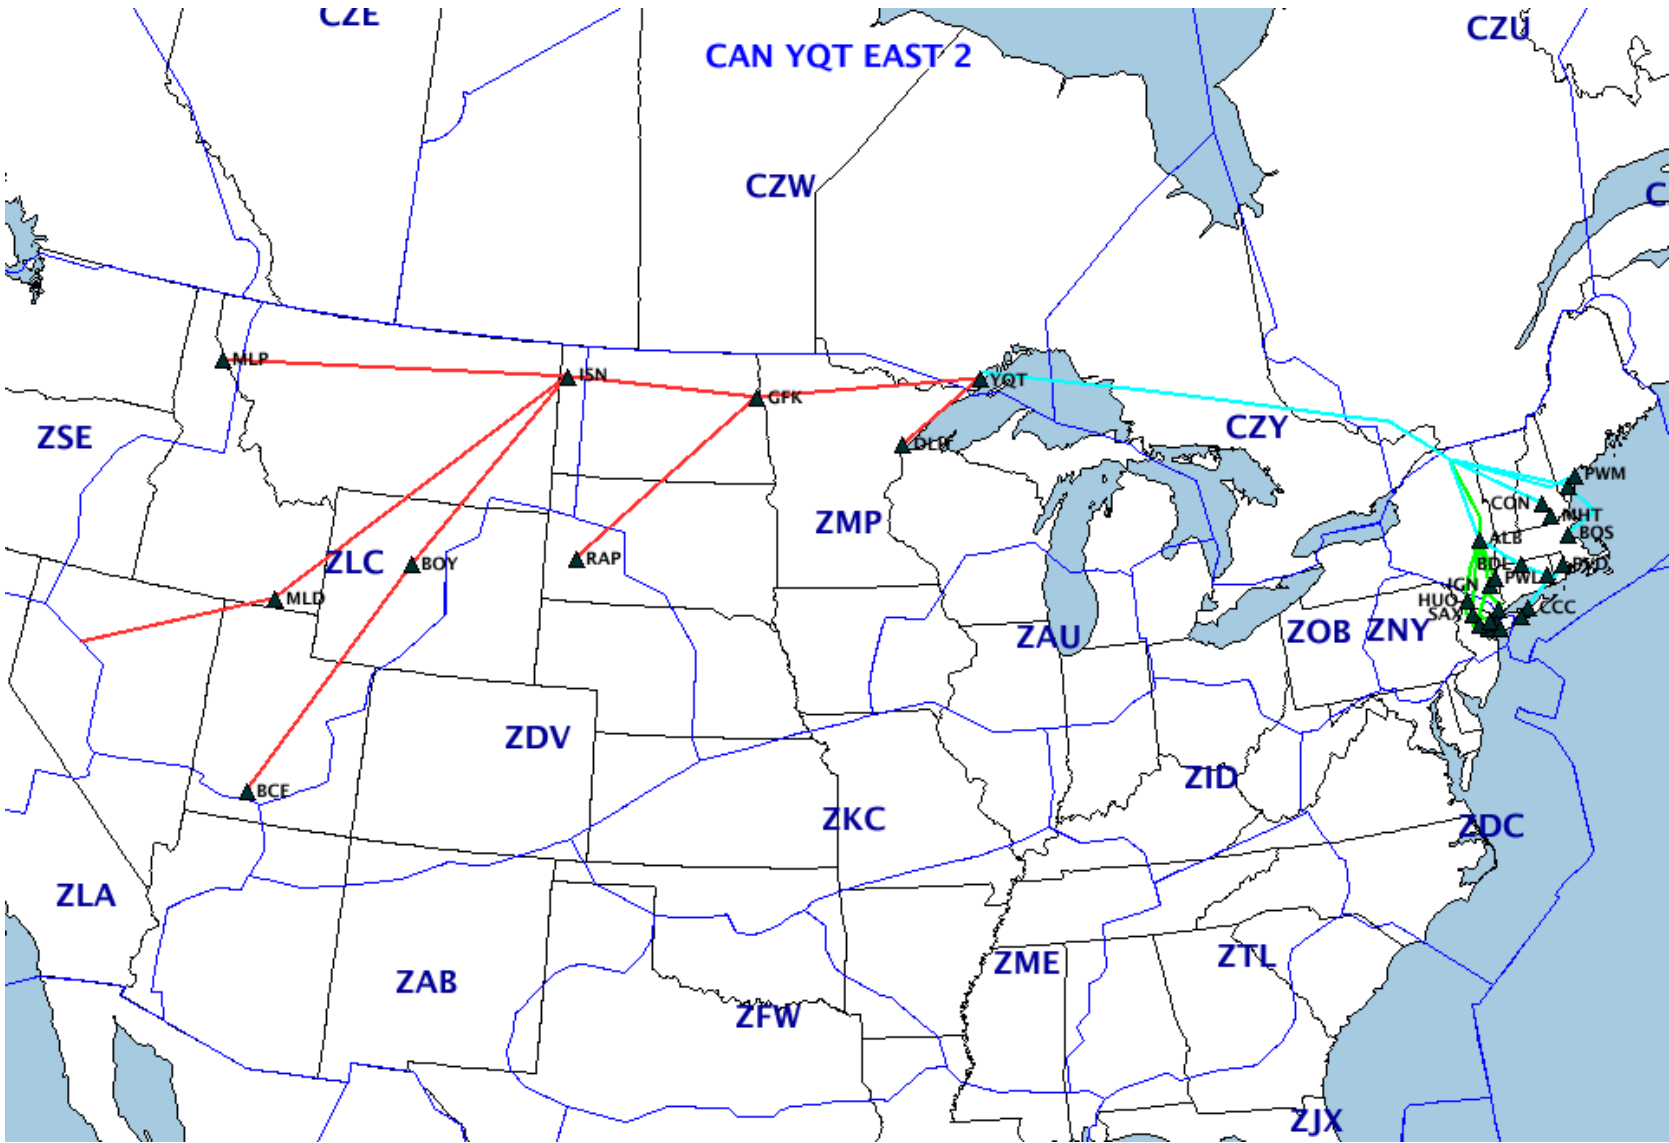 CZE
CZU
CAN YQT EAST 2
CZW
C
MLP
ISN
GFK
YQT
CZY
ZSE
DLH
PWM
CON
MHT
ZMP
BOS
ALB
ZLC
BOY
RAP
BDL
PVD
PWL
IGN
MLD
HUO
CCC
SAX
ZAU
ZOB
ZNY
ZDV
ZID
BCE
ZKC
ZDC
ZLA
ZTL
ZME
ZAB
ZFW
ZJX